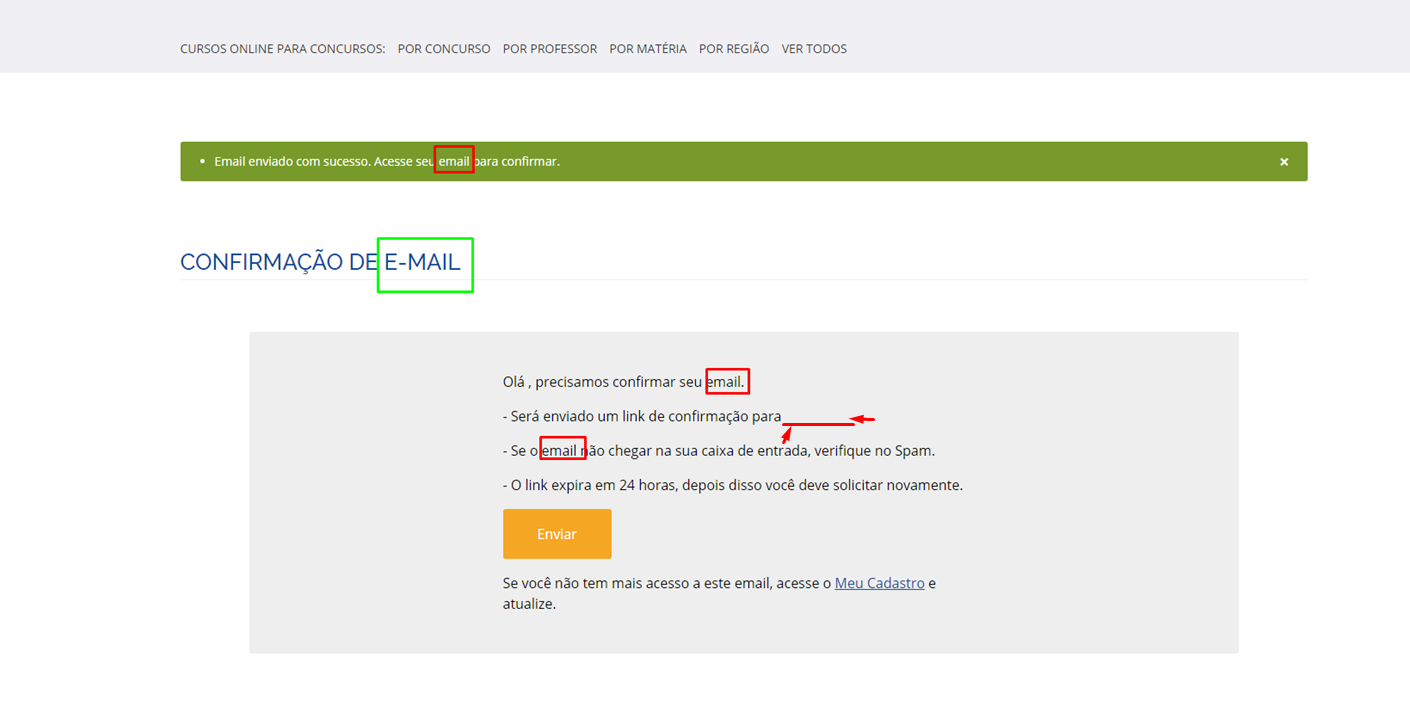 CURSOS ONLINE PARA CONCURSOS: POR CONCURSO POR PROFESSOR POR MATÉRIA POR REGIÃO VER TODOS
• Email enviado com sucesso. Acesse seu email para confirmar. ×
CONFIRMAÇÃO DE E-MAIL
Olá , precisamos confirmar seu email.
- Será enviado um link de confirmação para
- Se o email não chegar na sua caixa de entrada, verifique no Spam.
- O link expira em 24 horas, depois disso você deve solicitar novamente.
Enviar
Se você não tem mais acesso a este email, acesse o Meu Cadastro e
atualize.